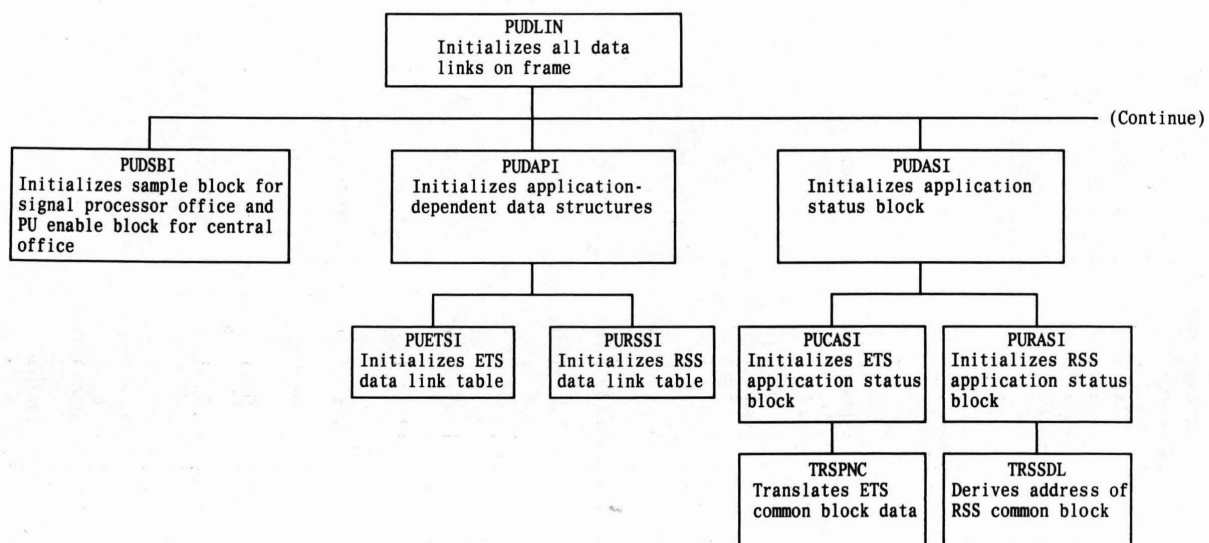 PUDLIN
Initializes all data
links on frame
(Continue)
PUDSBI
Initializes sample block for
signal processor office and
PU enable block for central
office
PUDAPI
Initializes application-
dependent data structures
PUDASI
Initializes application
status block
PUETSI
Initializes ETS
data link table
PURSSI
Initializes RSS
data link table
PUCASI
Initializes ETS
application status
block
PURASI
Initializes RSS
application status
block
TRSPNC
Translates ETS
common block data
TRSSDL
Derives address of
RSS common block